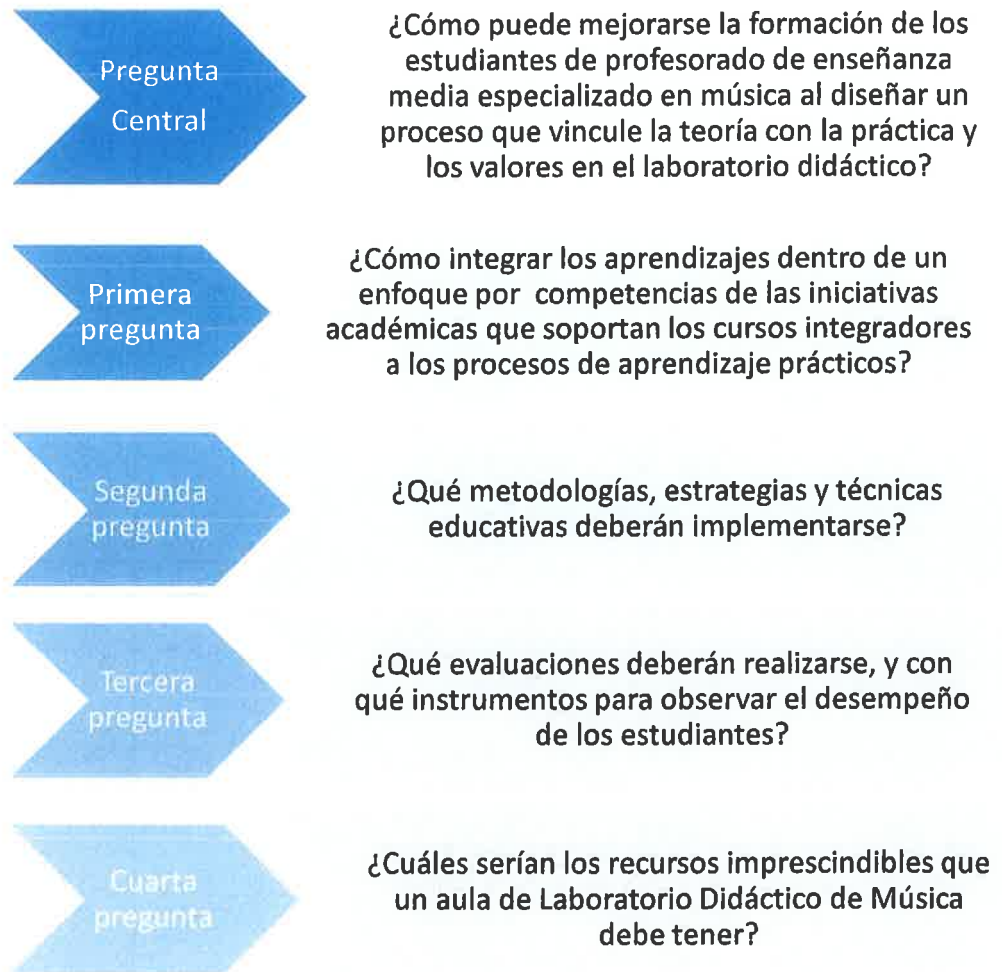 Pregunta
Central
¿Cómo puede mejorarse la formación de los
estudiantes de profesorado de enseñanza
media especializado en música al diseñar un
proceso que vincule la teoría con la práctica y
los valores en el laboratorio didáctico?
Primera
pregunta
¿Cómo integrar los aprendizajes dentro de un
enfoque por competencias de las iniciativas
académicas que soportan los cursos integradores
a los procesos de aprendizaje prácticos?
Segunda
pregunta
¿Qué metodologías, estrategias y técnicas
educativas deberán implementarse?
Tercera
pregunta
¿Qué evaluaciones deberán realizarse, y con
qué instrumentos para observar el desempeño
de los estudiantes?
Cuarta
pregunta
¿Cuáles serían los recursos imprescindibles que
un aula de Laboratorio Didáctico de Música
debe tener?